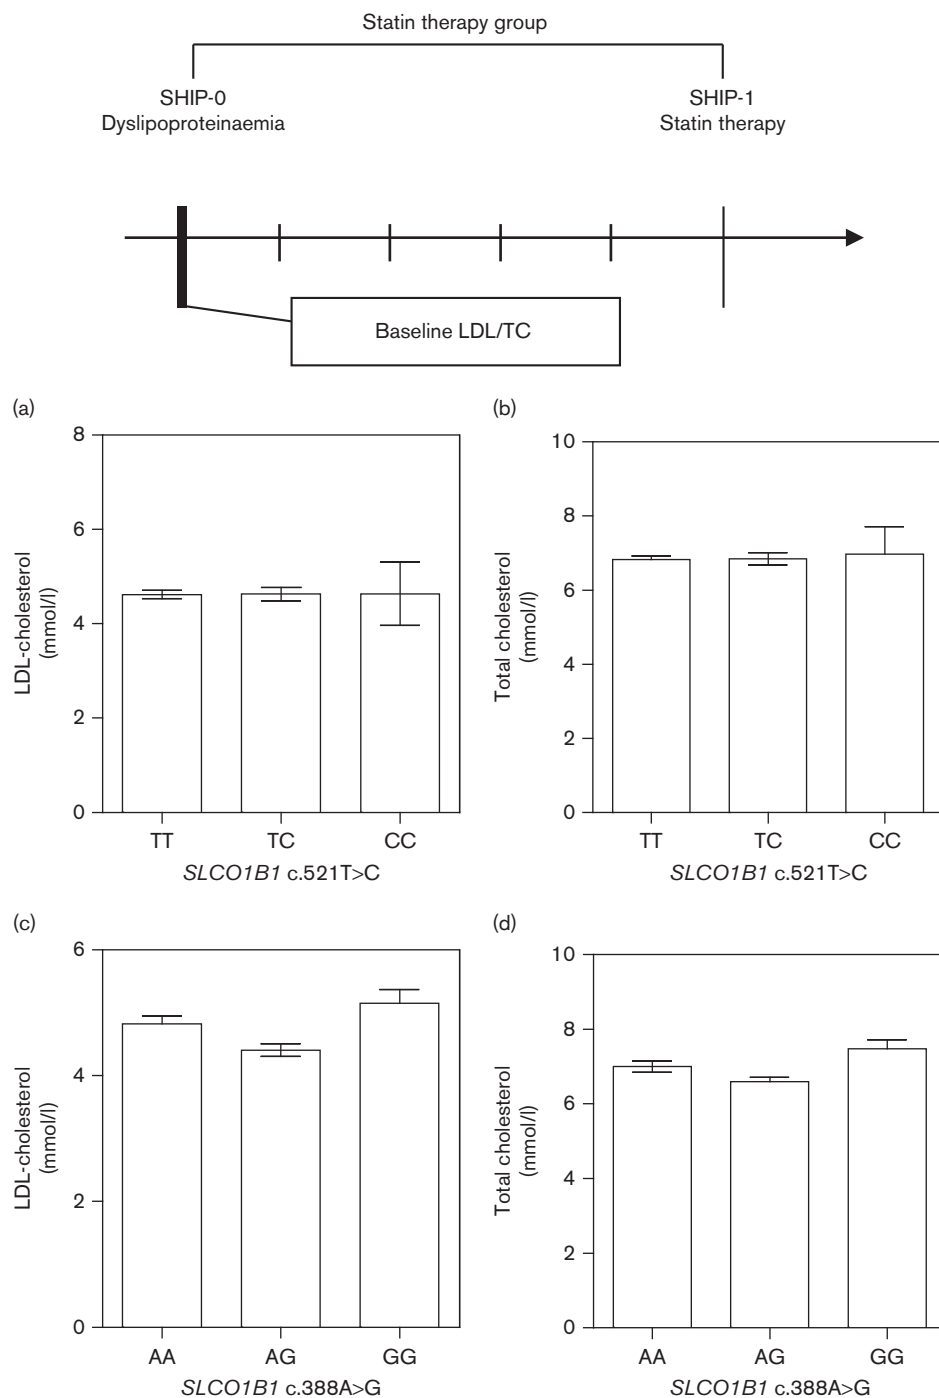 Statin therapy group
SHIP-0
Dyslipoproteinaemia
SHIP-1
Statin therapy
Baseline LDL/TC
(a)
8
6
4
2
0
LDL-cholesterol
(mmol/l)
TT
TC
CC
SLCO1B1 c.521T>C
(b)
10
8
6
4
2
0
Total cholesterol
(mmol/l)
TT
TC
CC
SLCO1B1 c.521T>C
(c)
6
4
2
0
LDL-cholesterol
(mmol/l)
AA
AG
GG
SLCO1B1 c.388A>G
(d)
10
8
6
4
2
0
Total cholesterol
(mmol/l)
AA
AG
GG
SLCO1B1 c.388A>G